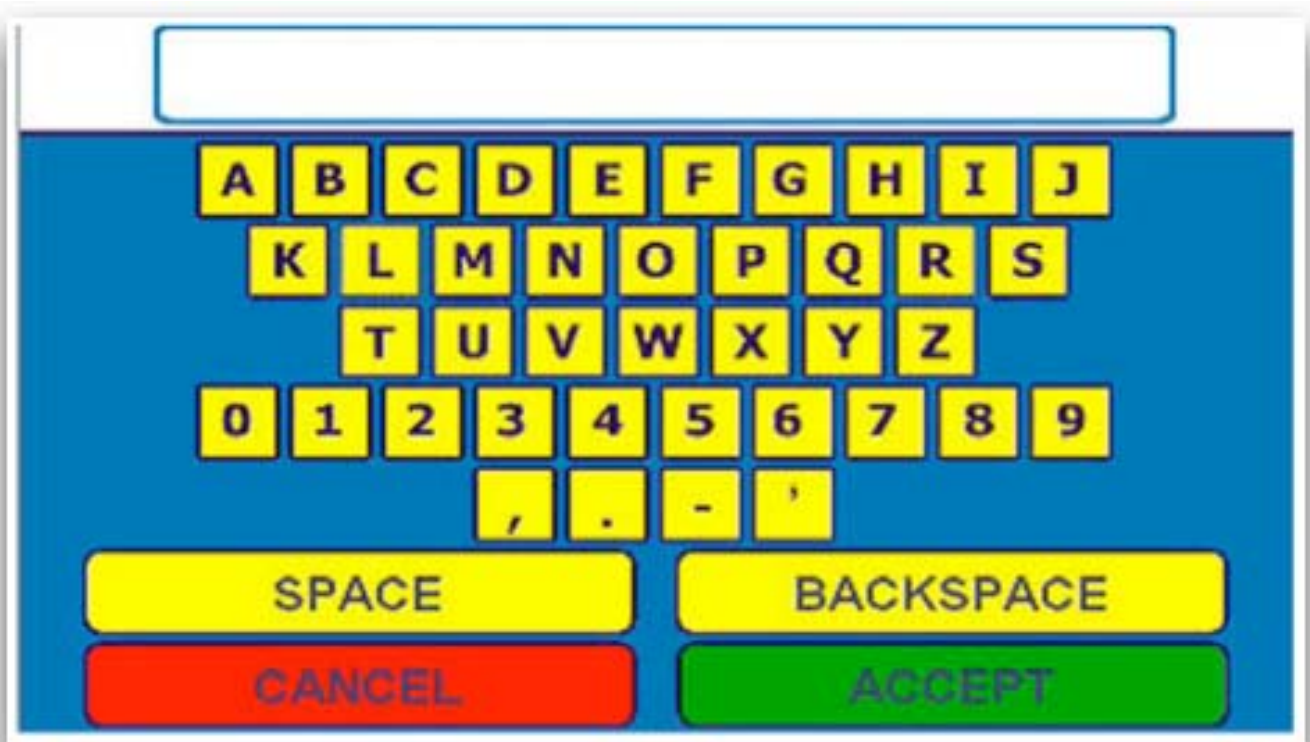 A B C D E F G H I J
K L M N O P Q R S
T U V W X Y Z
0 1 2 3 4 5 6 7 8 9
, . - '
SPACE BACKSPACE
CANCEL ACCEPT